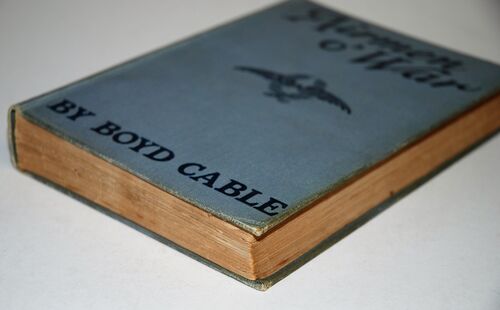 Airmen
o' War
BY BOYD CABLE